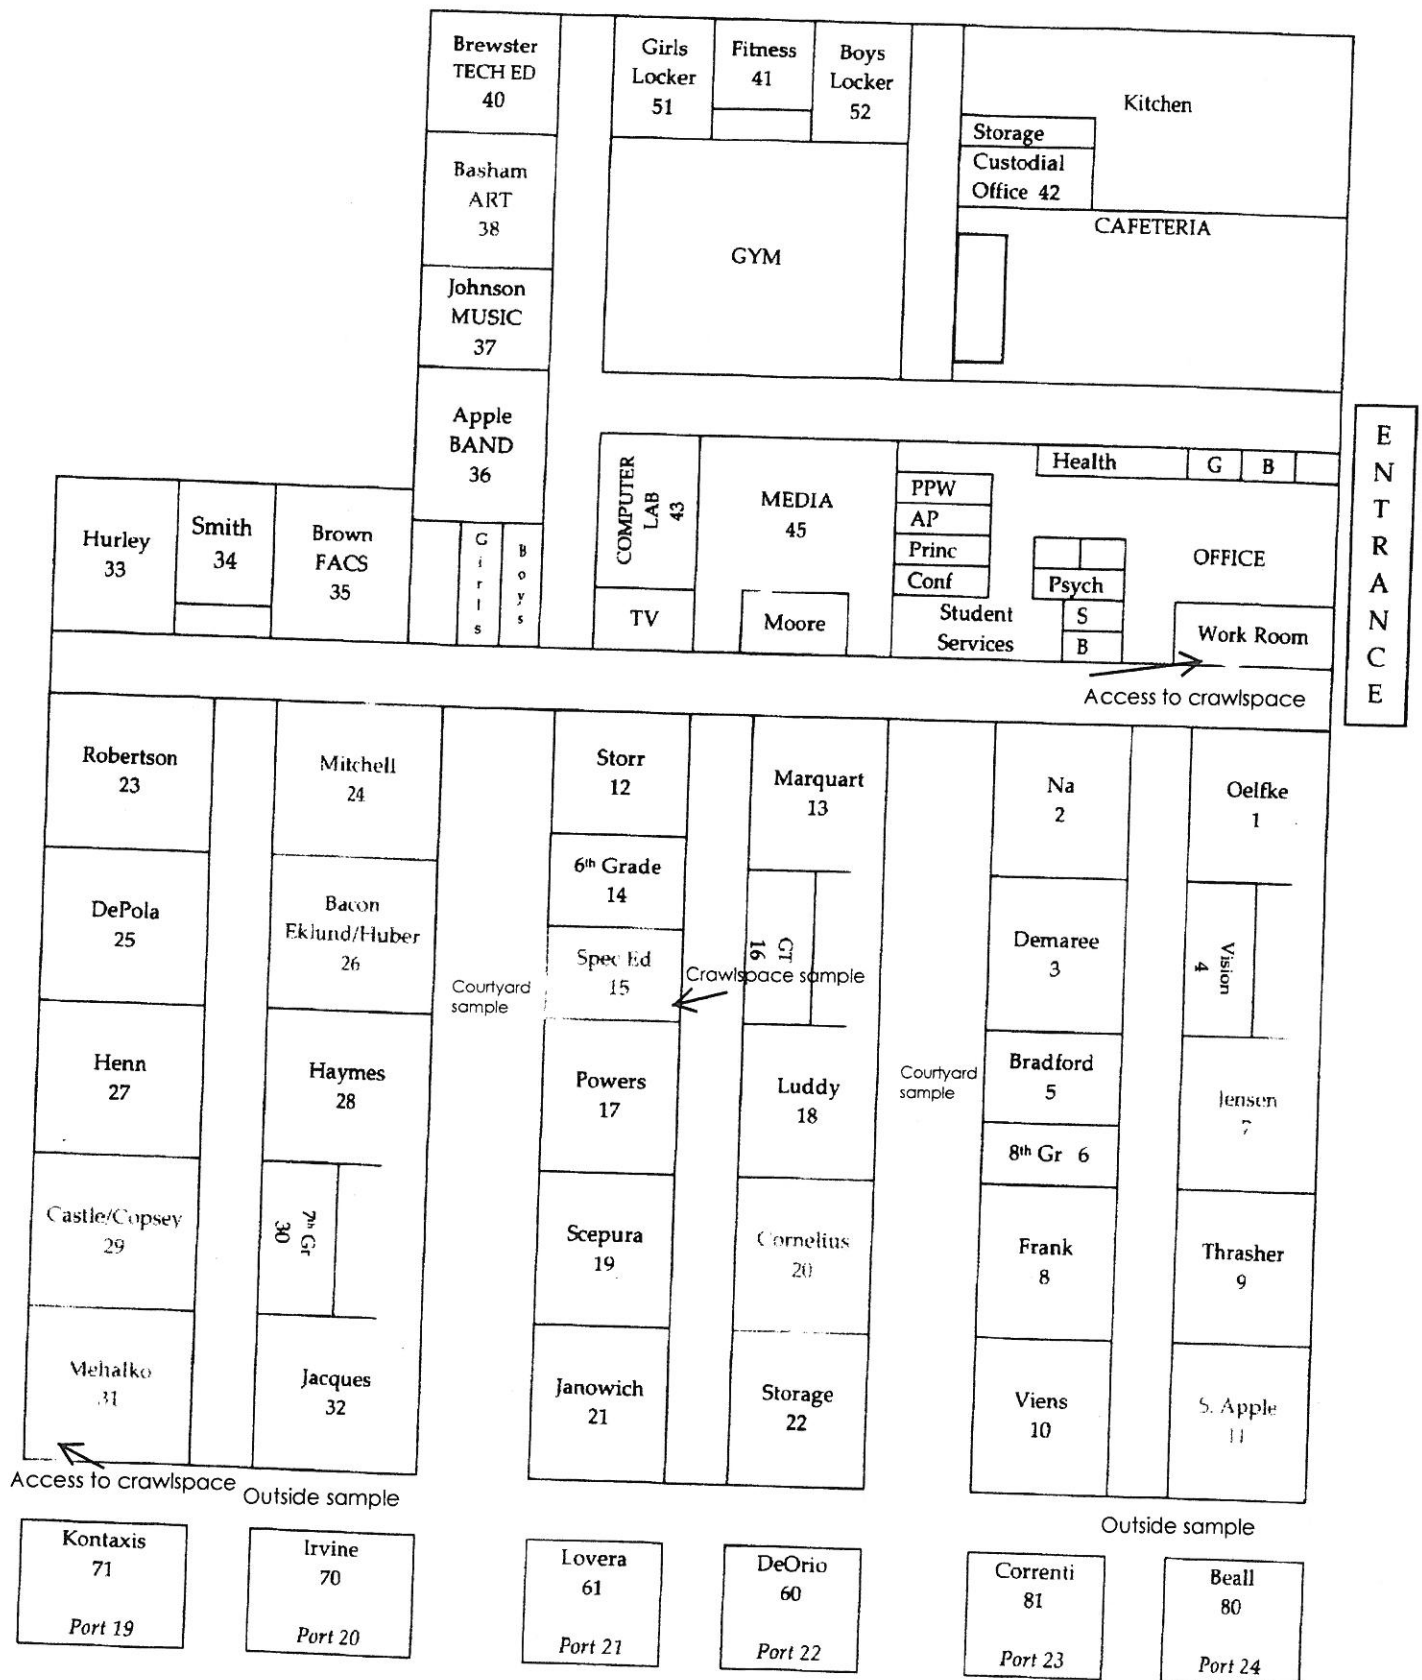 Brewster
TECH ED
40
Girls
Locker
51
Fitness
41
Boys
Locker
52
Kitchen
Storage
Custodial
Office 42
CAFETERIA
Basham
ART
38
GYM
Johnson
MUSIC
37
Apple
BAND
36
COMPUTER
LAB
43
MEDIA
45
Health
G
B
PPW
AP
Princ
Conf
OFFICE
Psych
Student
Services
S
B
Work Room
ENTRANCE
Hurley
33
Smith
34
Brown
FACS
35
Girls
Boys
TV
Moore
Access to crawlspace
Robertson
23
Mitchell
24
Storr
12
Marquart
13
Na
2
Oelfke
1
6th Grade
14
DePola
25
Bacon
Eklund/Huber
26
Spec Ed
15
GT
16
Crawlspace sample
Demaree
3
Vision
4
Courtyard
sample
Henn
27
Haymes
28
Powers
17
Luddy
18
Courtyard
sample
Bradford
5
Jensen
7
8th Gr 6
Castle/Copsey
29
7th Gr
30
Scepura
19
Cornelius
20
Frank
8
Thrasher
9
Mehalko
31
Jacques
32
Janowich
21
Storage
22
Viens
10
S. Apple
11
Access to crawlspace
Outside sample
Outside sample
Kontaxis
71
Port 19
Irvine
70
Port 20
Lovera
61
Port 21
DeOrio
60
Port 22
Correnti
81
Port 23
Beall
80
Port 24